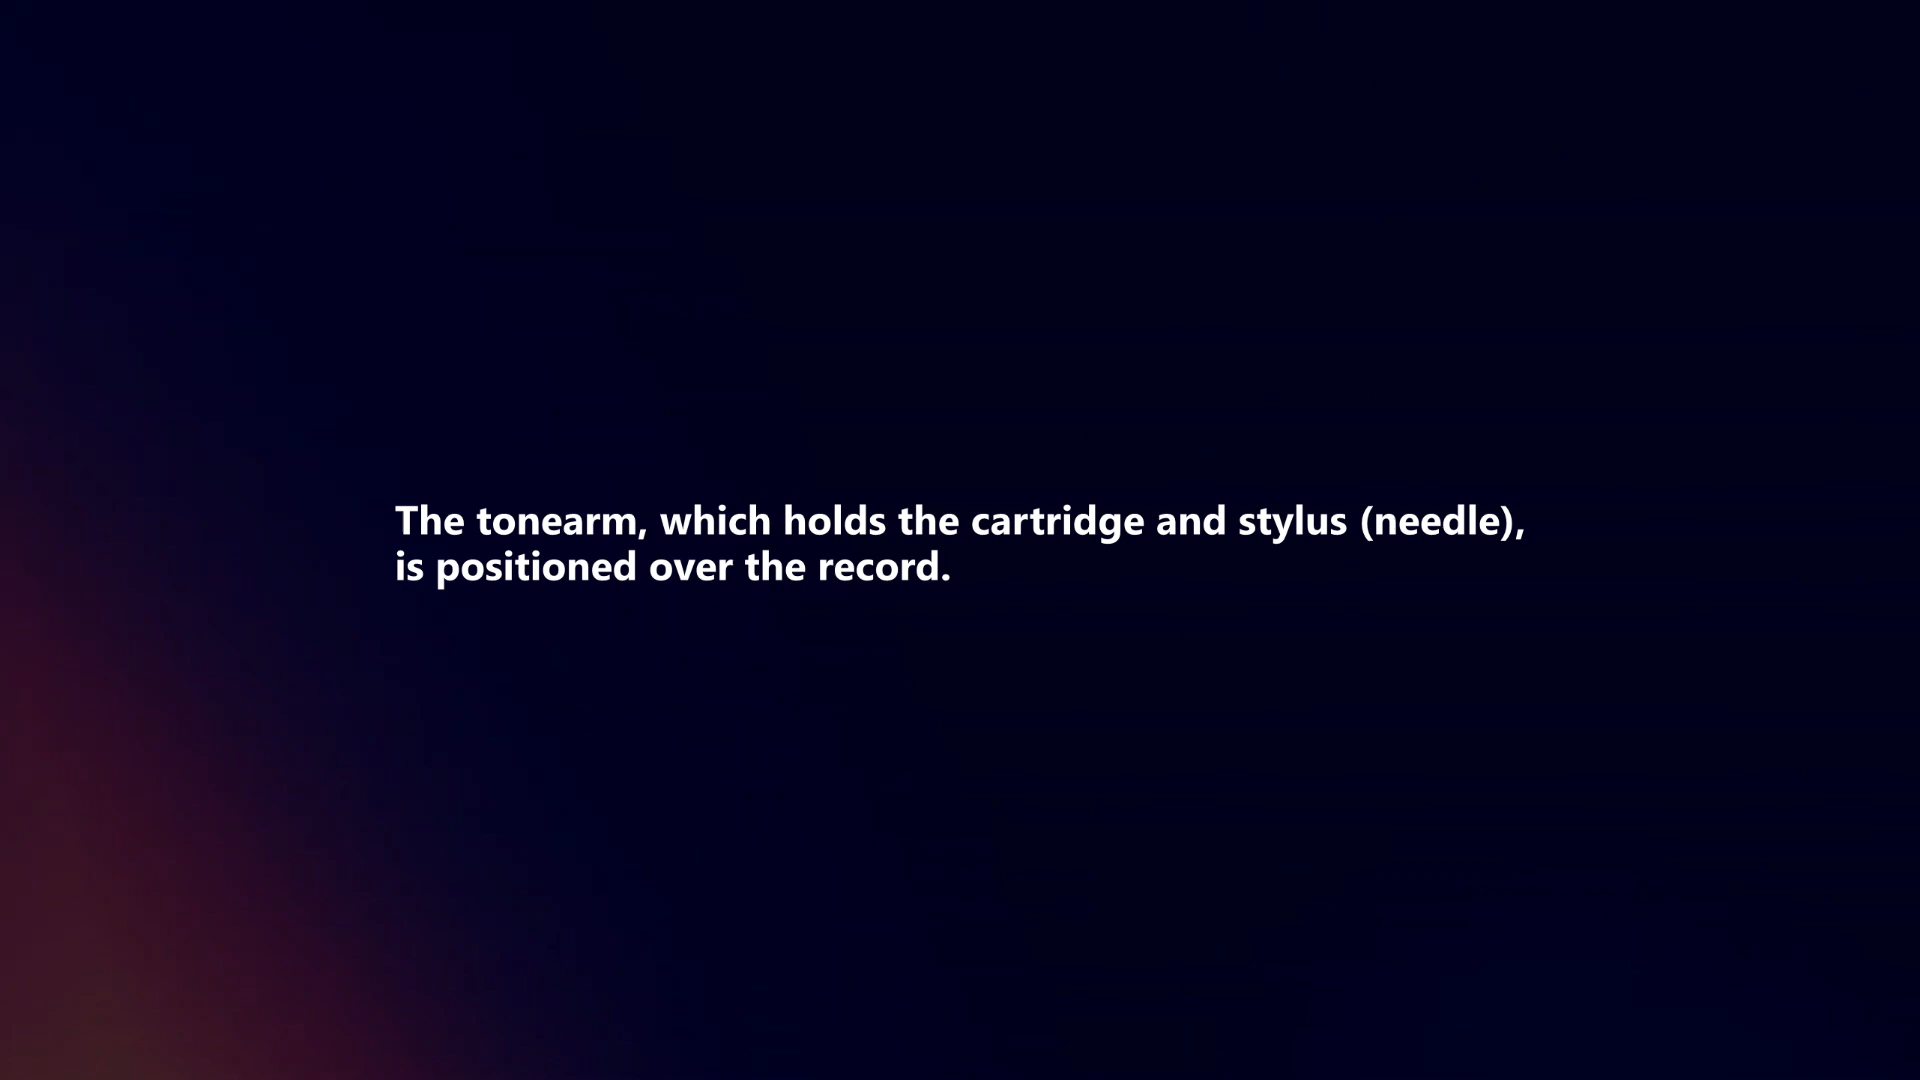 The tonearm, which holds the cartridge and stylus (needle),
is positioned over the record.